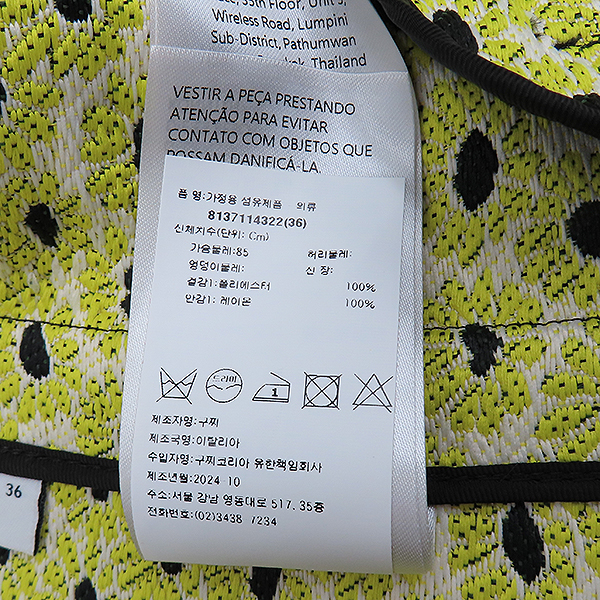 35th Floor, Unit
Wireless Road, Lumpini
Sub-District, Pathumwan
Thailand
VESTIR A PEÇA PRESTANDO
ATENÇÃO PARA EVITAR
CONTATO COM OBJETOS QUE
POSSAM DANIFICÁ-LA.
품 명:가정용 섬유제품 의류
8137114322(36)
신체치수(단위: Cm)
가슴둘레:85 허리둘레:
엉덩이둘레: 신 장:
겉감1:폴리에스터 100%
안감1: 레이온 100%
드라이
1
제조자명:구찌
제조국명:이탈리아
수입자명:구찌코리아 유한책임회사
제조년월:2024-10
주소:서울 강남 영동대로 517, 35층
전화번호:(02)3438-7234
36